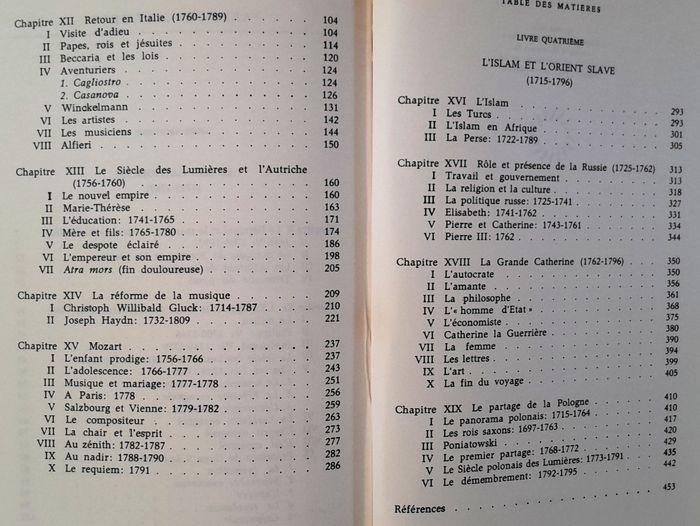 Chapitre XII Retour en Italie (1760-1789) 104
I Visite d'adieu 104
II Papes, rois et jésuites 114
III Beccaria et les lois 120
IV Aventuriers 124
1. Cagliostro 124
2. Casanova 126
V Winckelmann 131
VI Les artistes 142
VII Les musiciens 144
VIII Alfieri 150
Chapitre XIII Le Siècle des Lumières et l'Autriche
(1756-1760) 160
I Le nouvel empire 160
II Marie-Thérèse 163
III L'éducation: 1741-1765 171
IV Mère et fils: 1765-1780 174
V Le despote éclairé 186
VI L'empereur et son empire 198
VII Atra mors (fin douloureuse) 205
Chapitre XIV La réforme de la musique 209
I Christoph Willibald Gluck: 1714-1787 210
II Joseph Haydn: 1732-1809 221
Chapitre XV Mozart 237
I L'enfant prodige: 1756-1766 237
II L'adolescence: 1766-1777 243
III Musique et mariage: 1777-1778 251
IV A Paris: 1778 256
V Salzbourg et Vienne: 1779-1782 259
VI Le compositeur 263
VII La chair et l'esprit 273
VIII Au zénith: 1782-1787 277
IX Au nadir: 1788-1790 282
X Le requiem: 1791 286
TABLE DES MATIÈRES
LIVRE QUATRIÈME
L'ISLAM ET L'ORIENT SLAVE
(1715-1796)
Chapitre XVI L'Islam 293
I Les Turcs 293
II L'Islam en Afrique 301
III La Perse: 1722-1789 305
Chapitre XVII Rôle et présence de la Russie (1725-1762) 313
I Travail et gouvernement 313
II La religion et la culture 318
III La politique russe: 1725-1741 327
IV Elisabeth: 1741-1762 331
V Pierre et Catherine: 1743-1761 334
VI Pierre III: 1762 344
Chapitre XVIII La Grande Catherine (1762-1796) 350
I L'autocrate 350
II L'amante 356
III La philosophe 361
IV L'« homme d'Etat » 368
V L'économiste 375
VI Catherine la Guerrière 380
VII La femme 390
VIII Les lettres 394
IX L'art 399
X La fin du voyage 405
Chapitre XIX Le partage de la Pologne 410
I Le panorama polonais: 1715-1764 410
II Les rois saxons: 1697-1763 417
III Poniatowski 420
IV Le premier partage: 1768-1772 429
V Le Siècle polonais des Lumières: 1773-1791 435
VI Le démembrement: 1792-1795 442
Références 453